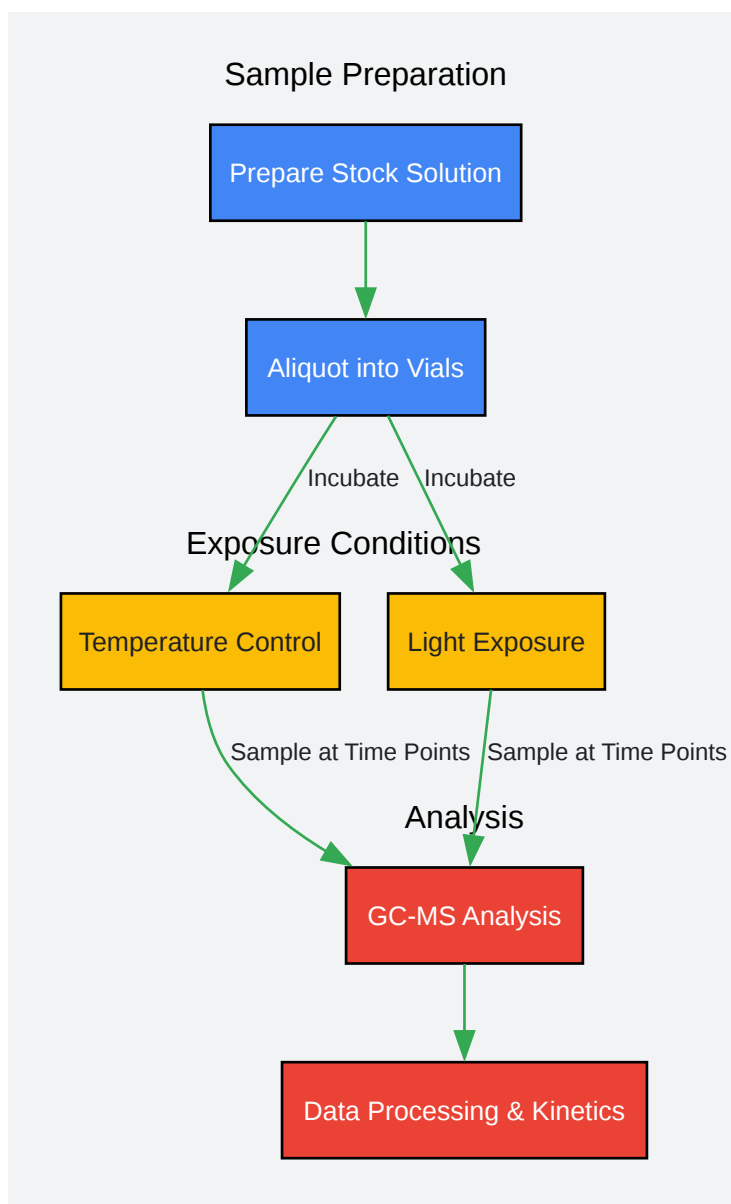 Sample Preparation
Prepare Stock Solution
Aliquot into Vials
Incubate
Incubate
Exposure Conditions
Temperature Control
Light Exposure
Sample at Time Points
Sample at Time Points
Analysis
GC-MS Analysis
Data Processing & Kinetics